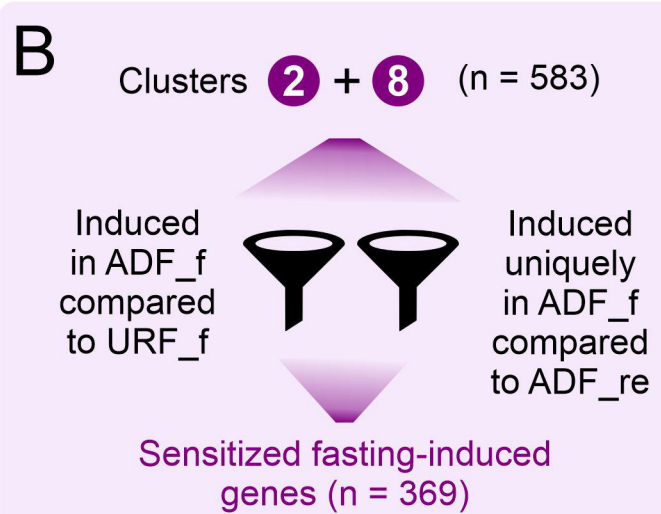 B
Clusters 2 + 8 (n = 583)
Induced
in ADF_f
compared
to URF_f
Induced
uniquely
in ADF_f
compared
to ADF_re
Sensitized fasting-induced
genes (n = 369)